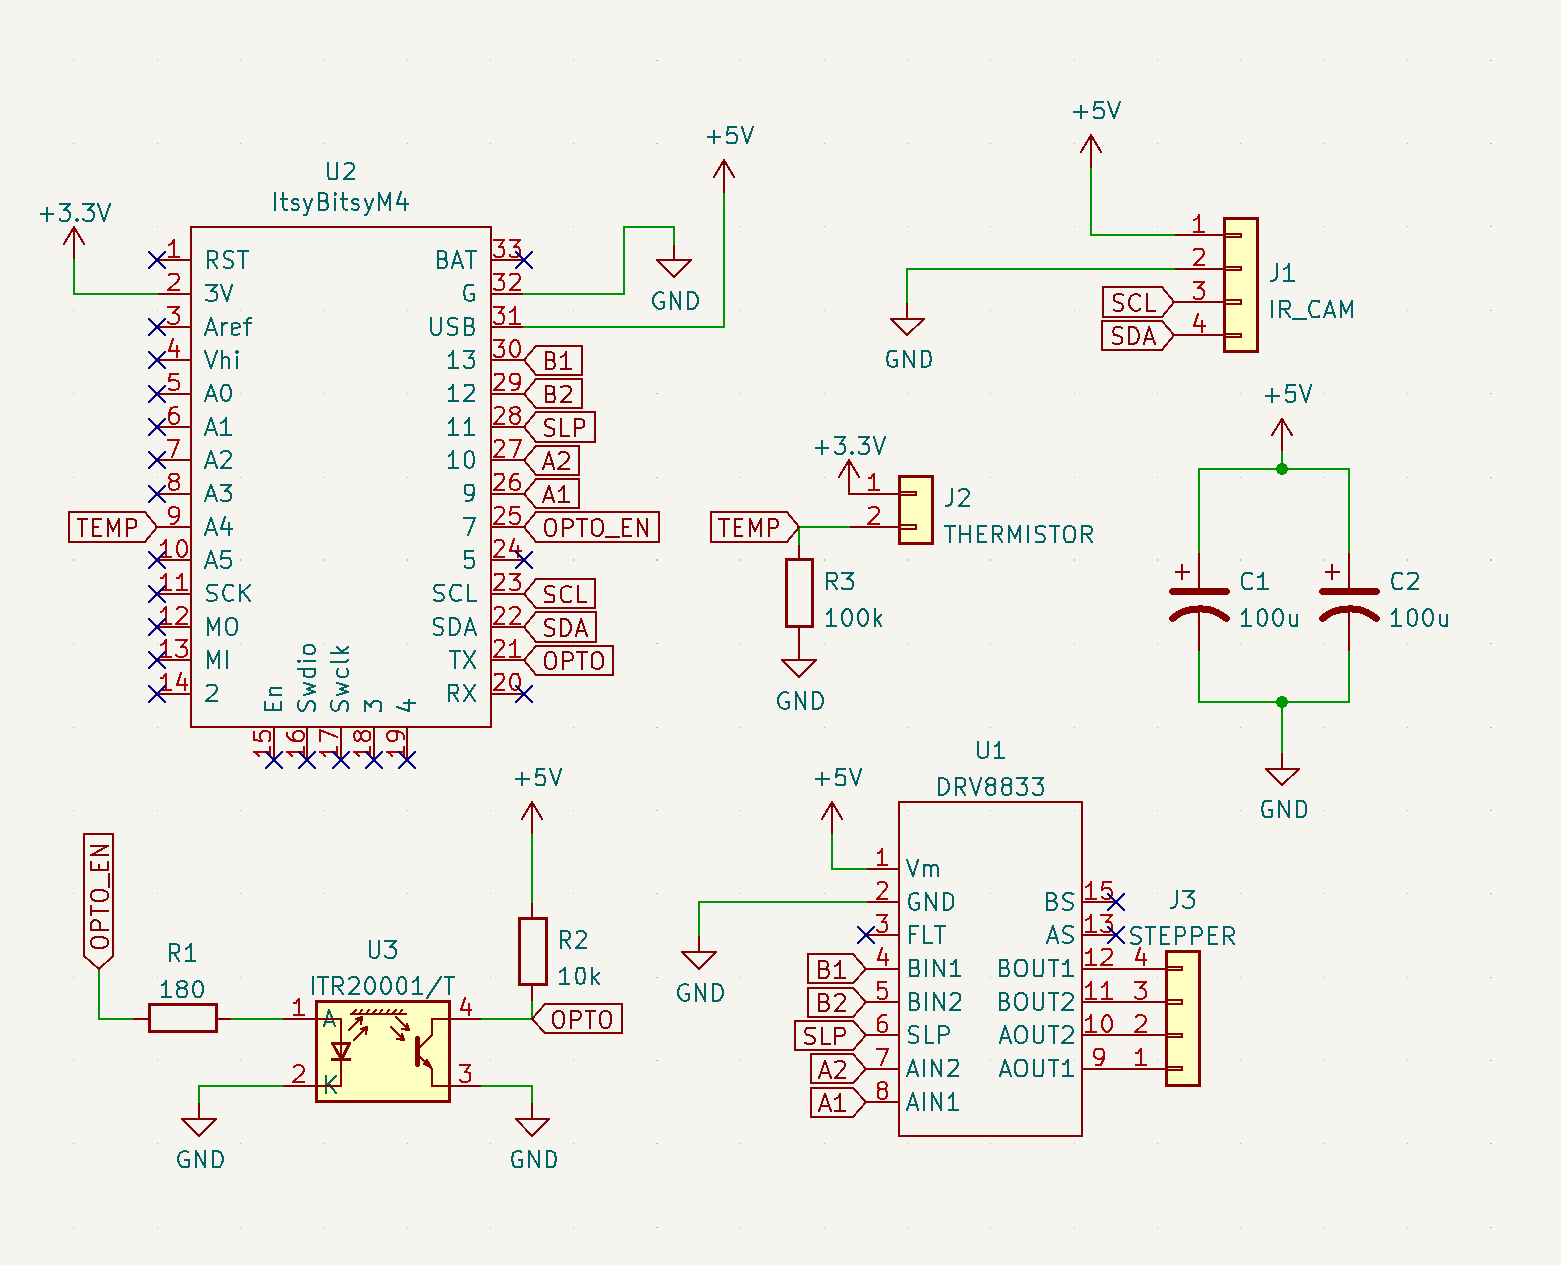 U2
ItsyBitsyM4
+3.3V
+5V
GND
1 RST
2 3V
3 Aref
4 Vhi
5 A0
6 A1
7 A2
8 A3
TEMP 9 A4
10 A5
11 SCK
12 MO
13 MI
14 2
BAT 33
G 32
USB 31
13 30 B1
12 29 B2
11 28 SLP
10 27 A2
9 26 A1
7 25 OPTO_EN
5 24
SCL 23 SCL
SDA 22 SDA
TX 21 OPTO
RX 20
En 15
Swdio 16
Swclk 17
3 18
4 19
+5V
1
2
SCL 3
SDA 4
J1
IR_CAM
GND
+3.3V
1
TEMP 2
J2
THERMISTOR
R3
100k
GND
+5V
+ C1
100u
+ C2
100u
GND
OPTO_EN
R1
180
U3
ITR20001/T
1 A
2 K
4
3
+5V
R2
10k
OPTO
GND
GND
U1
DRV8833
+5V
1 Vm
2 GND
3 FLT
B1 4 BIN1
B2 5 BIN2
SLP 6 SLP
A2 7 AIN2
A1 8 AIN1
GND
BS 15
AS 13
BOUT1 12 4
BOUT2 11 3
AOUT2 10 2
AOUT1 9 1
J3
STEPPER